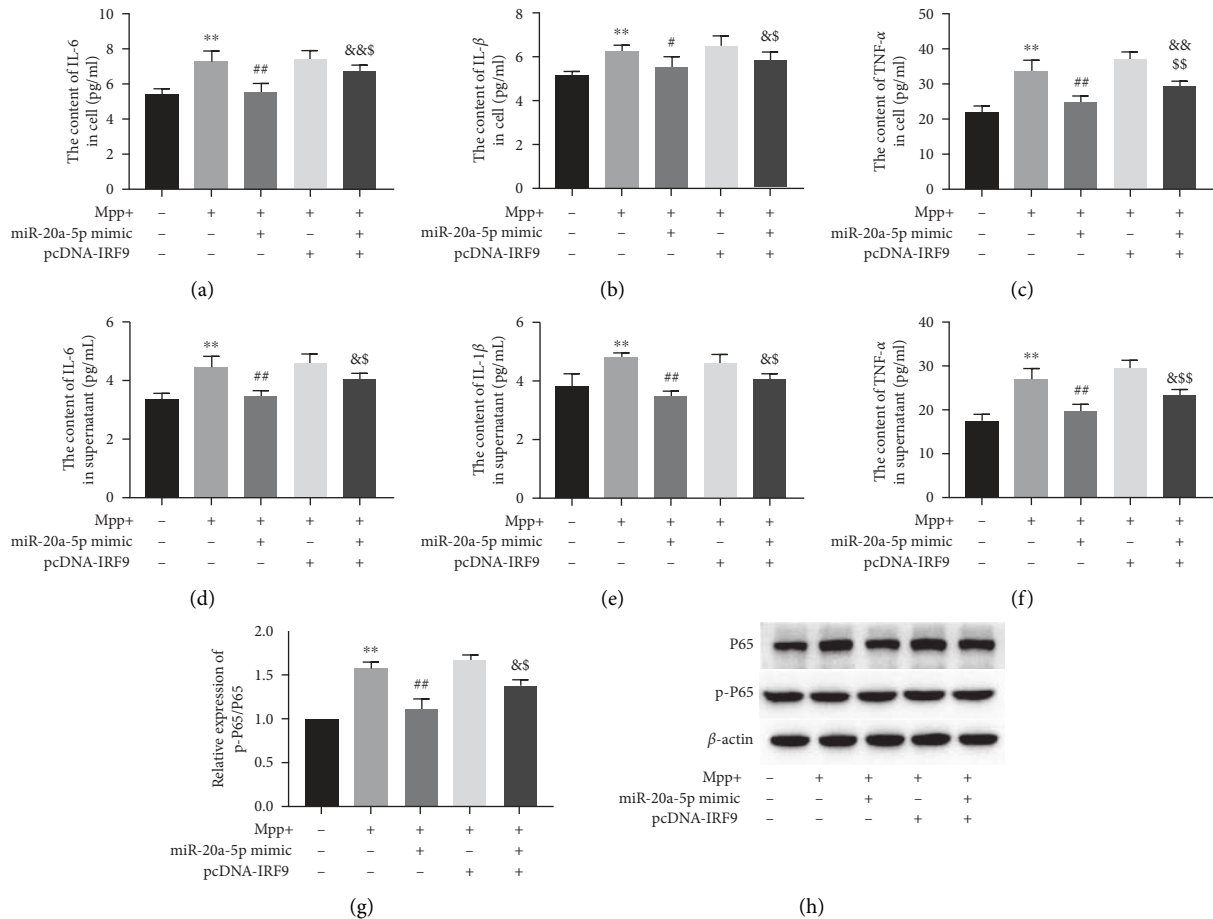 The content of IL-6
in cell (pg/ml)
10
8
6
4
2
0
**
##
&&$
Mpp+ – + + + +
miR-20a-5p mimic – – + – +
pcDNA-IRF9 – – – + +
(a)
The content of IL-β
in cell (pg/ml)
8
6
4
2
0
**
#
&$
Mpp+ – + + + +
miR-20a-5p mimic – – + – +
pcDNA-IRF9 – – – + +
(b)
The content of TNF-α
in cell (pg/ml)
50
40
30
20
10
0
**
##
&&
$$
Mpp+ – + + + +
miR-20a-5p mimic – – + – +
pcDNA-IRF9 – – – + +
(c)
The content of IL-6
in supernatant (pg/mL)
6
4
2
0
**
##
&$
Mpp+ – + + + +
miR-20a-5p mimic – – + – +
pcDNA-IRF9 – – – + +
(d)
The content of IL-1β
in supernatant (pg/mL)
6
4
2
0
**
##
&$
Mpp+ – + + + +
miR-20a-5p mimic – – + – +
pcDNA-IRF9 – – – + +
(e)
The content of TNF-α
in supernatant (pg/ml)
40
30
20
10
0
**
##
&$$
Mpp+ – + + + +
miR-20a-5p mimic – – + – +
pcDNA-IRF9 – – – + +
(f)
Relative expression of
p-P65/P65
2.0
1.5
1.0
0.5
0.0
**
##
&$
Mpp+ – + + + +
miR-20a-5p mimic – – + – +
pcDNA-IRF9 – – – + +
(g)
P65
p-P65
β-actin
Mpp+ – + + + +
miR-20a-5p mimic – – + – +
pcDNA-IRF9 – – – + +
(h)